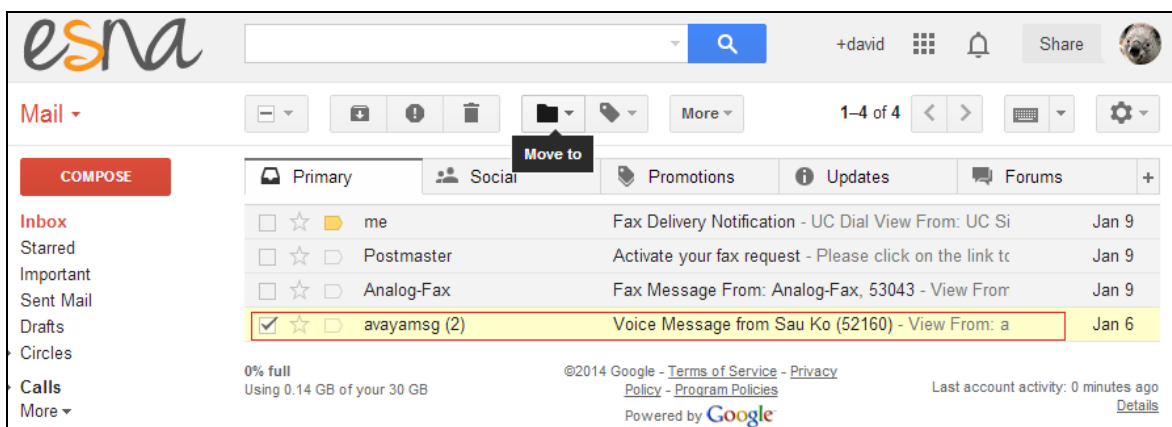 esna
+david Share
Mail More 1–4 of 4
Move to
COMPOSE Primary Social Promotions Updates Forums +
Inbox me Fax Delivery Notification - UC Dial View From: UC Si Jan 9
Starred
Postmaster Activate your fax request - Please click on the link to Jan 9
Important
Sent Mail Analog-Fax Fax Message From: Analog-Fax, 53043 - View From Jan 9
Drafts avayamsg (2) Voice Message from Sau Ko (52160) - View From: a Jan 6
Circles
0% full ©2014 Google - Terms of Service - Privacy
Calls Using 0.14 GB of your 30 GB Policy - Program Policies Last account activity: 0 minutes ago
More Powered by Google Details